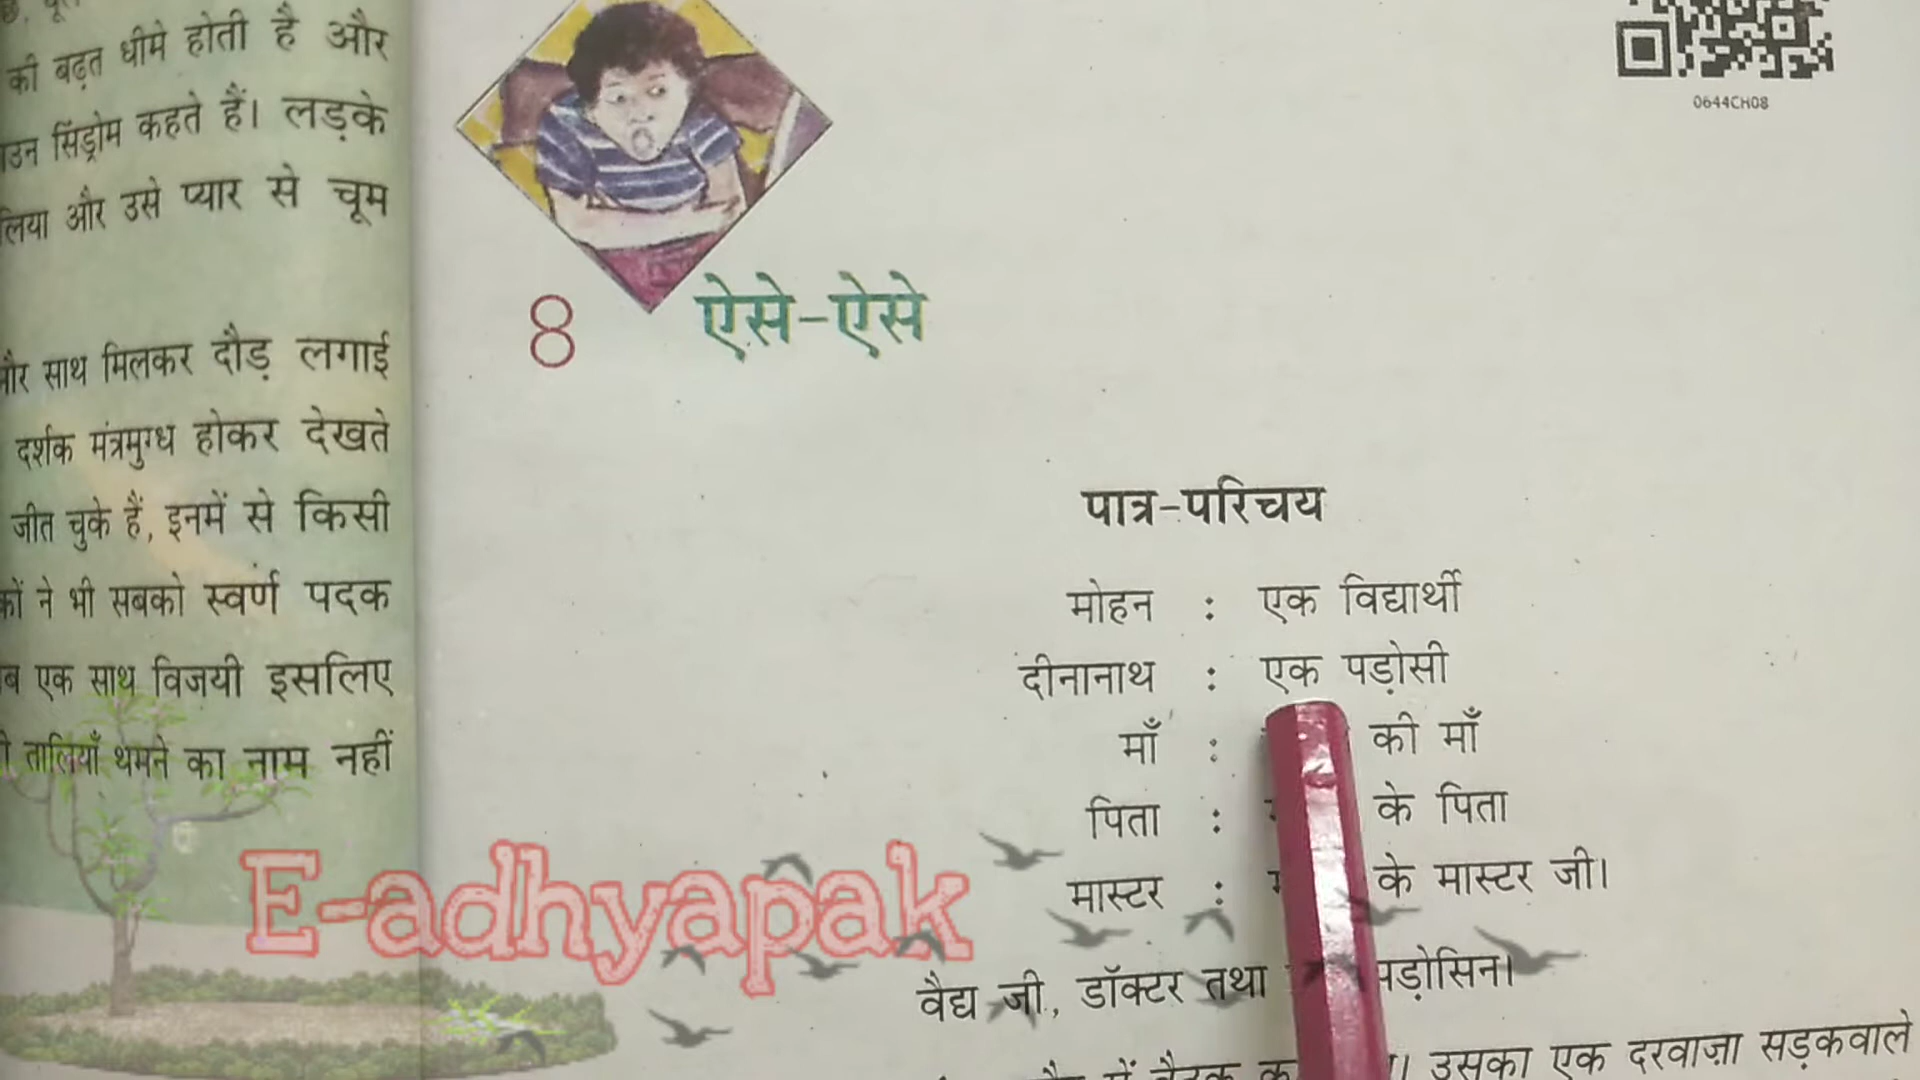 की बढ़त धीमे होती है और
सिंड्रोम कहते हैं। लड़के
लिया और उसे प्यार से चूम
साथ मिलकर दौड़ लगाई
दर्शक मंत्रमुग्ध होकर देखते
जीत चुके हैं, इनमें से किसी
ने भी सबको स्वर्ण पदक
एक साथ विजयी इसलिए
तालियाँ थमने का नाम नहीं
0644CH08
8 ऐसे-ऐसे
पात्र-परिचय
मोहन : एक विद्यार्थी
दीनानाथ : एक पड़ोसी
माँ : की माँ
पिता : के पिता
मास्टर : के मास्टर जी।
वैद्य जी, डॉक्टर तथा पड़ोसिन।
में बैठक उसका एक दरवाज़ा सड़कवाले
E-adhyapak